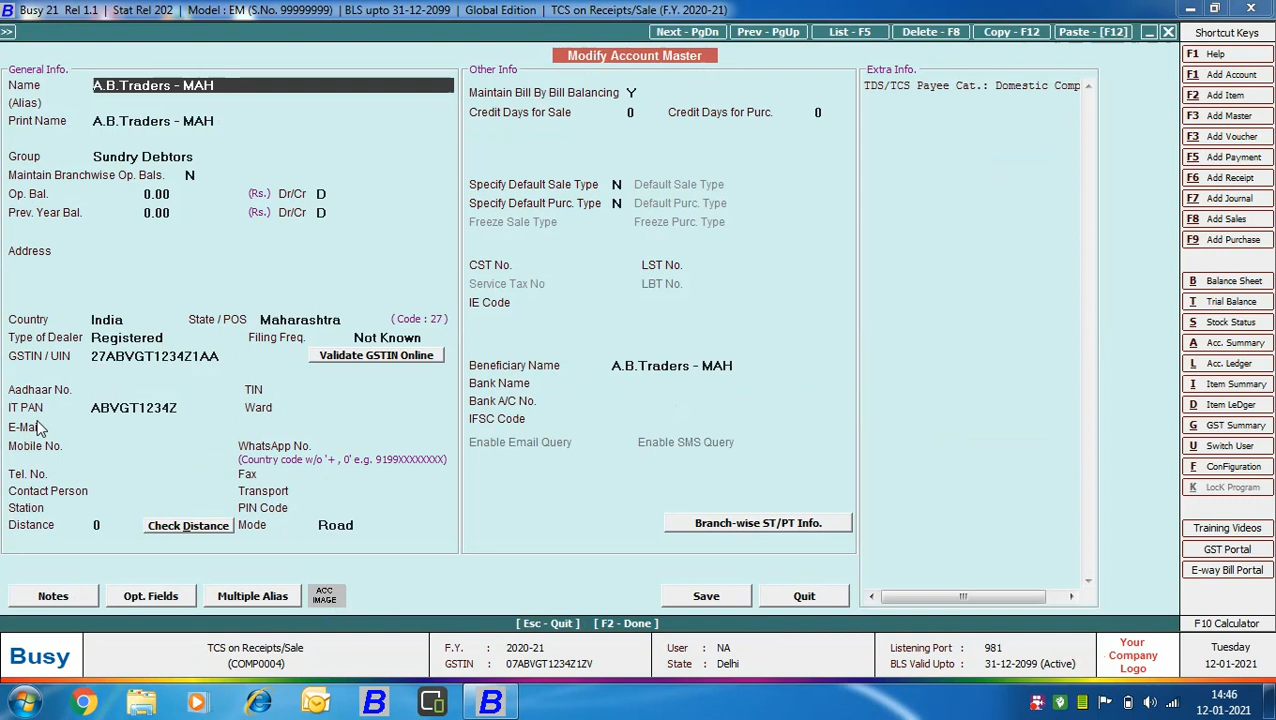 Busy 21 Rel 1.1 | Stat Rel 202 | Model : EM (S.No. 99999999) | BLS upto 31-12-2099 | Global Edition | TCS on Receipts/Sale (F.Y. 2020-21)
>> Next - PgDn Prev - PgUp List - F5 Delete - F8 Copy - F12 Paste - [F12] Shortcut Keys
Modify Account Master
General Info.
Name A.B.Traders - MAH
(Alias)
Print Name A.B.Traders - MAH
Group Sundry Debtors
Maintain Branchwise Op. Bals. N
Op. Bal. 0.00 (Rs.) Dr/Cr D
Prev. Year Bal. 0.00 (Rs.) Dr/Cr D
Address
Country India State / POS Maharashtra ( Code : 27 )
Type of Dealer Registered Filing Freq. Not Known
GSTIN / UIN 27ABVGT1234Z1AA Validate GSTIN Online
Aadhaar No. TIN
IT PAN ABVGT1234Z Ward
E-Mail
Mobile No. WhatsApp No.
(Country code w/o '+ , 0' e.g. 9199XXXXXXXX)
Tel. No. Fax
Contact Person Transport
Station PIN Code
Distance 0 Check Distance Mode Road
Notes Opt. Fields Multiple Alias ACC IMAGE
Other Info
Maintain Bill By Bill Balancing Y
Credit Days for Sale 0 Credit Days for Purc. 0
Specify Default Sale Type N Default Sale Type
Specify Default Purc. Type N Default Purc. Type
Freeze Sale Type Freeze Purc. Type
CST No. LST No.
Service Tax No LBT No.
IE Code
Beneficiary Name A.B.Traders - MAH
Bank Name
Bank A/C No.
IFSC Code
Enable Email Query Enable SMS Query
Branch-wise ST/PT Info.
Save Quit
Extra Info.
TDS/TCS Payee Cat.: Domestic Comp
F1 Help
F1 Add Account
F2 Add Item
F3 Add Master
F3 Add Voucher
F5 Add Payment
F6 Add Receipt
F7 Add Journal
F8 Add Sales
F9 Add Purchase
B Balance Sheet
T Trial Balance
S Stock Status
A Acc. Summary
L Acc. Ledger
I Item Summary
D Item LeDger
G GST Summary
U Switch User
F ConFiguration
K LocK Program
Training Videos
GST Portal
E-way Bill Portal
[ Esc - Quit ] [ F2 - Done ] F10 Calculator
Busy
TCS on Receipts/Sale
(COMP0004)
F.Y. : 2020-21
GSTIN : 07ABVGT1234Z1ZV
User : NA
State : Delhi
Listening Port : 981
BLS Valid Upto : 31-12-2099 (Active)
Your
Company
Logo
Tuesday
12-01-2021
14:46
12-01-2021